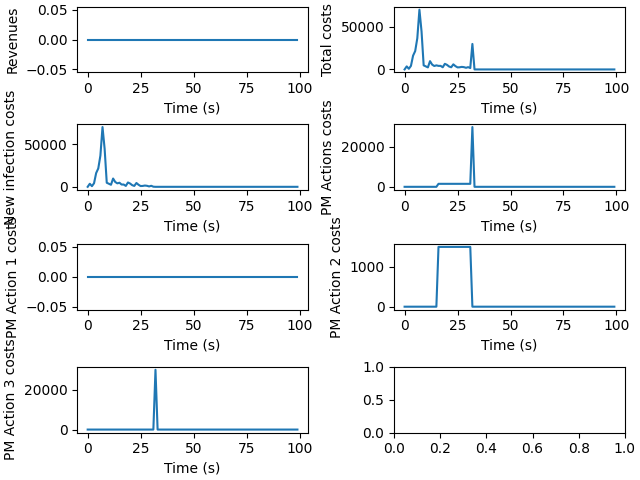 Revenues
0.05
0.00
−0.05
0 25 50 75 100
Time (s)
Total costs
50000
0
0 25 50 75 100
Time (s)
New infection costs
50000
0
0 25 50 75 100
Time (s)
PM Actions costs
20000
0
0 25 50 75 100
Time (s)
PM Action 1 costs
0.05
0.00
−0.05
0 25 50 75 100
Time (s)
PM Action 2 costs
1000
0
0 25 50 75 100
Time (s)
PM Action 3 costs
20000
0
0 25 50 75 100
Time (s)
1.0
0.5
0.0
0.0 0.2 0.4 0.6 0.8 1.0